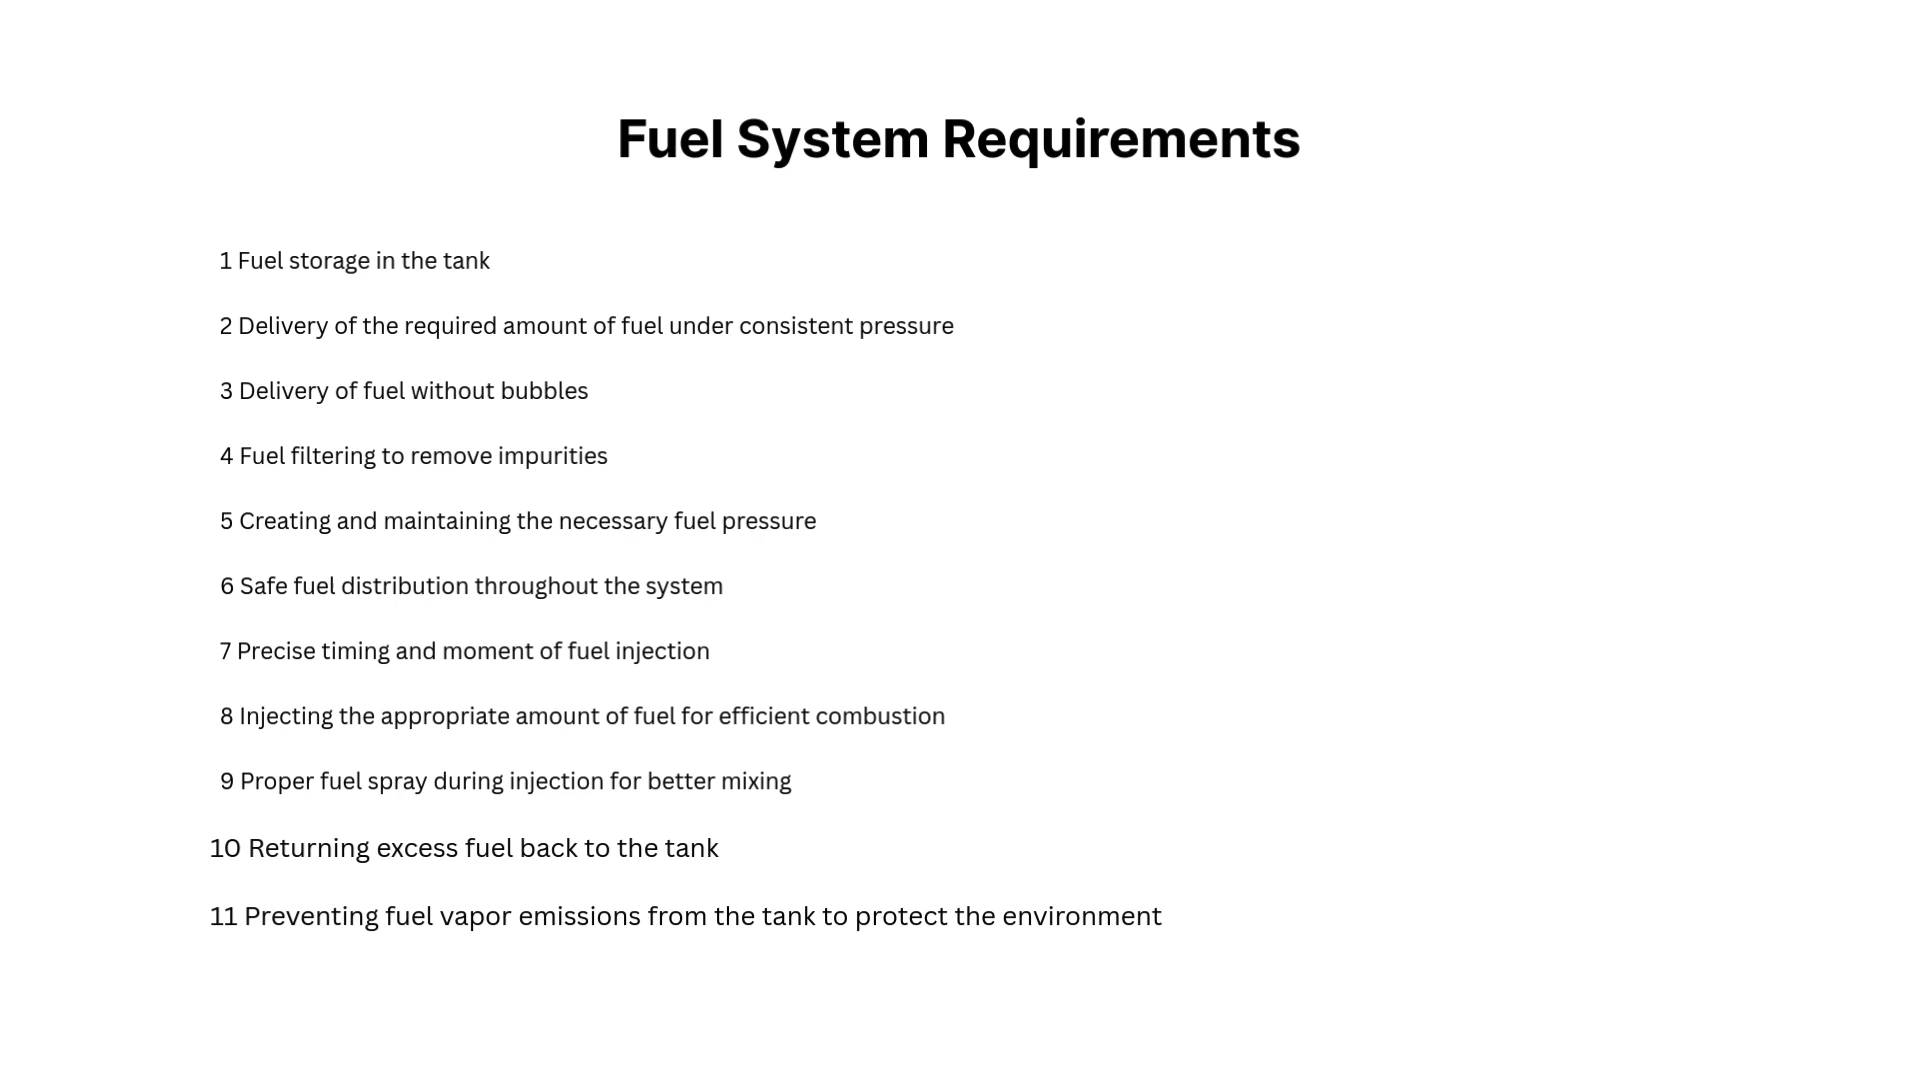 Fuel System Requirements
1 Fuel storage in the tank
2 Delivery of the required amount of fuel under consistent pressure
3 Delivery of fuel without bubbles
4 Fuel filtering to remove impurities
5 Creating and maintaining the necessary fuel pressure
6 Safe fuel distribution throughout the system
7 Precise timing and moment of fuel injection
8 Injecting the appropriate amount of fuel for efficient combustion
9 Proper fuel spray during injection for better mixing
10 Returning excess fuel back to the tank
11 Preventing fuel vapor emissions from the tank to protect the environment